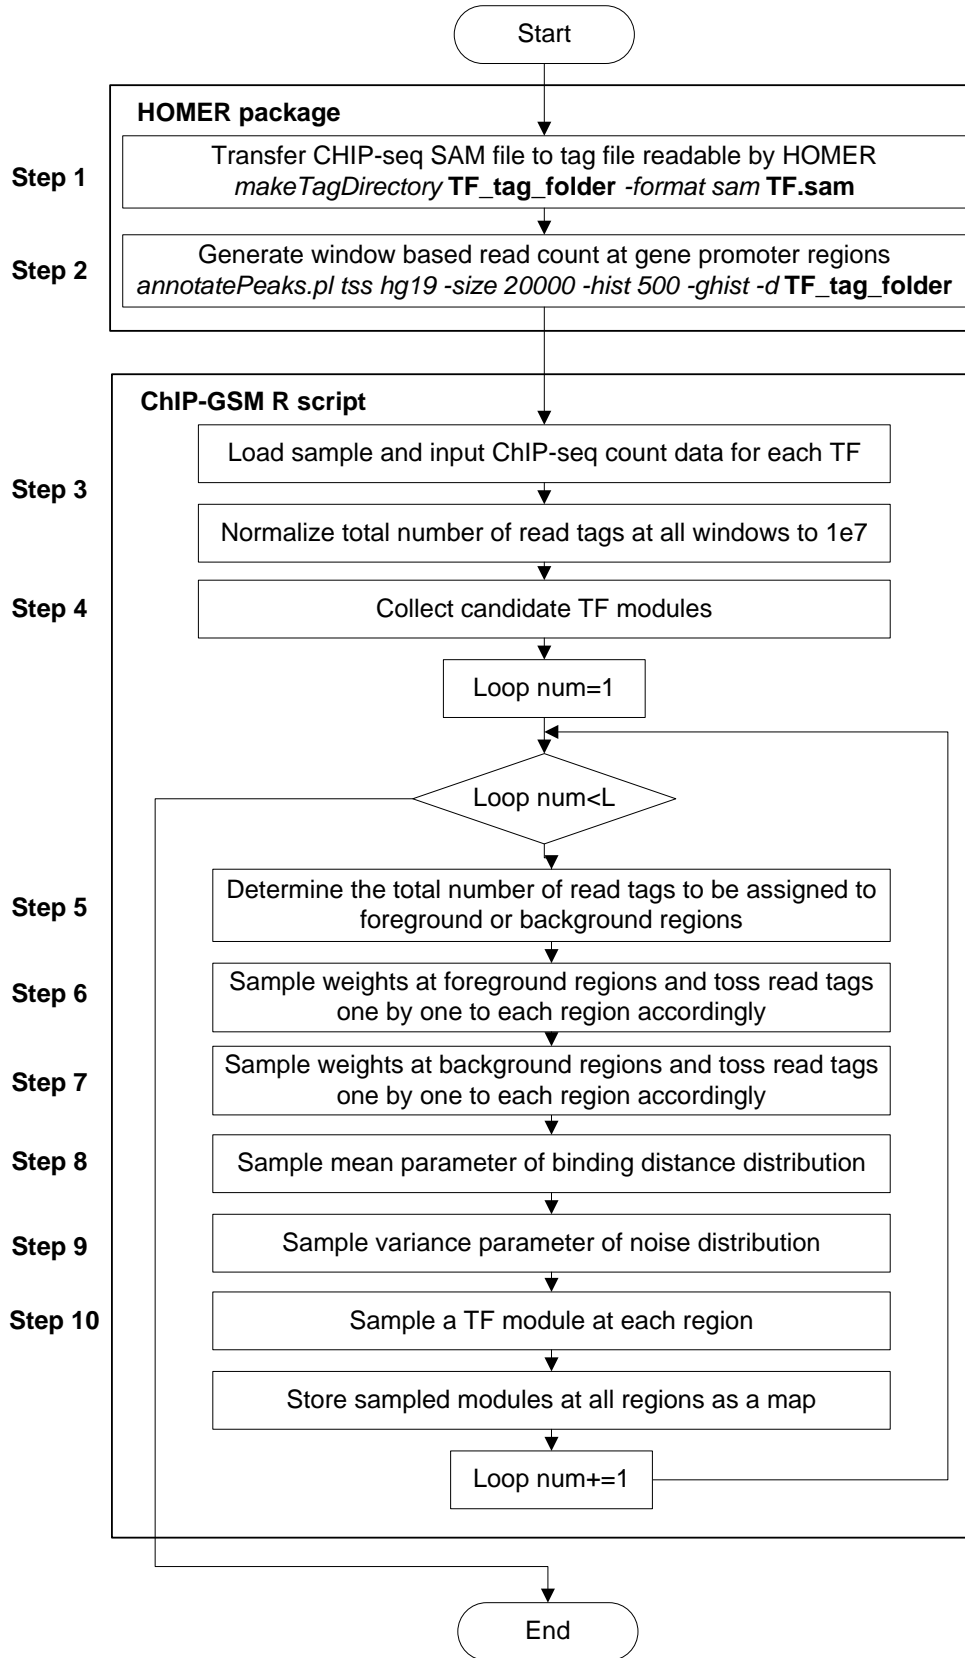 Start
HOMER package
Step 1
Transfer CHIP-seq SAM file to tag file readable by HOMER
makeTagDirectory TF_tag_folder -format sam TF.sam
Step 2
Generate window based read count at gene promoter regions
annotatePeaks.pl tss hg19 -size 20000 -hist 500 -ghist -d TF_tag_folder
ChIP-GSM R script
Load sample and input ChIP-seq count data for each TF
Step 3
Normalize total number of read tags at all windows to 1e7
Step 4
Collect candidate TF modules
Loop num=1
Loop num<L
Step 5
Determine the total number of read tags to be assigned to
foreground or background regions
Step 6
Sample weights at foreground regions and toss read tags
one by one to each region accordingly
Step 7
Sample weights at background regions and toss read tags
one by one to each region accordingly
Step 8
Sample mean parameter of binding distance distribution
Step 9
Sample variance parameter of noise distribution
Step 10
Sample a TF module at each region
Store sampled modules at all regions as a map
Loop num+=1
End